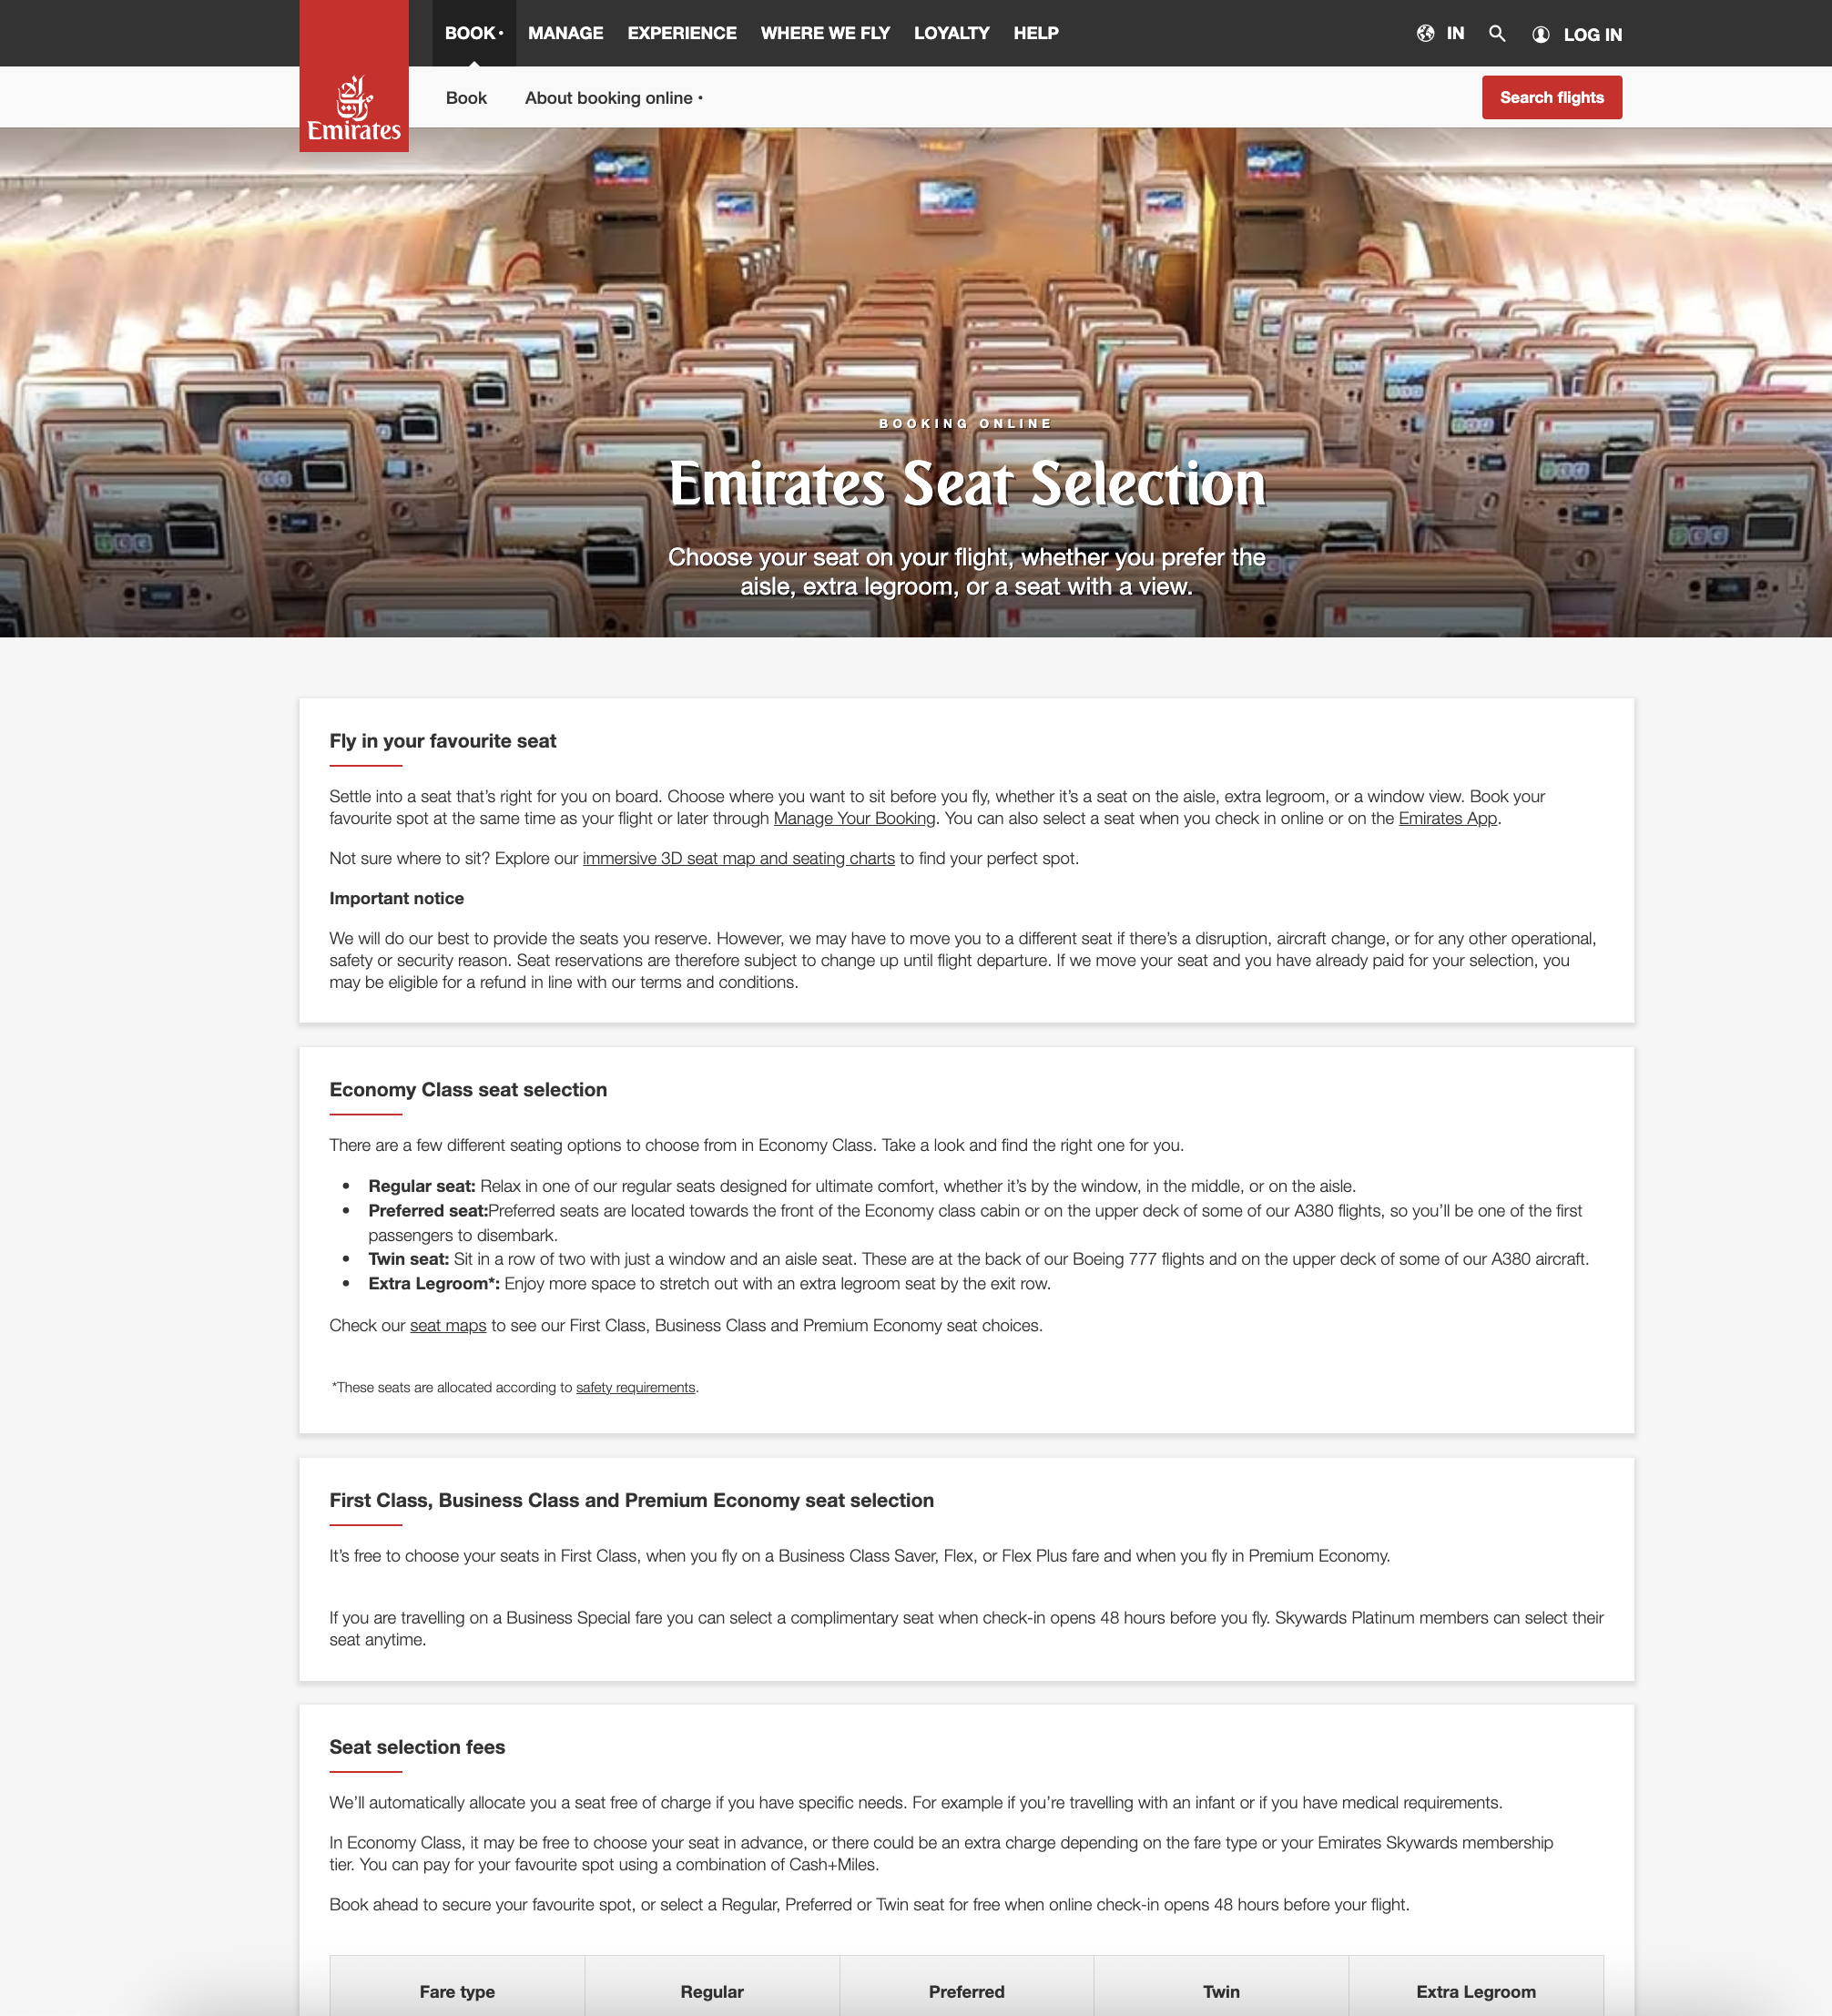 BOOK• MANAGE EXPERIENCE WHERE WE FLY LOYALTY HELP IN LOG IN
Emirates
Book About booking online • Search flights
BOOKING ONLINE
Emirates Seat Selection
Choose your seat on your flight, whether you prefer the
aisle, extra legroom, or a seat with a view.
Fly in your favourite seat
Settle into a seat that’s right for you on board. Choose where you want to sit before you fly, whether it’s a seat on the aisle, extra legroom, or a window view. Book your
favourite spot at the same time as your flight or later through Manage Your Booking. You can also select a seat when you check in online or on the Emirates App.
Not sure where to sit? Explore our immersive 3D seat map and seating charts to find your perfect spot.
Important notice
We will do our best to provide the seats you reserve. However, we may have to move you to a different seat if there’s a disruption, aircraft change, or for any other operational,
safety or security reason. Seat reservations are therefore subject to change up until flight departure. If we move your seat and you have already paid for your selection, you
may be eligible for a refund in line with our terms and conditions.
Economy Class seat selection
There are a few different seating options to choose from in Economy Class. Take a look and find the right one for you.
• Regular seat: Relax in one of our regular seats designed for ultimate comfort, whether it’s by the window, in the middle, or on the aisle.
• Preferred seat:Preferred seats are located towards the front of the Economy class cabin or on the upper deck of some of our A380 flights, so you’ll be one of the first
passengers to disembark.
• Twin seat: Sit in a row of two with just a window and an aisle seat. These are at the back of our Boeing 777 flights and on the upper deck of some of our A380 aircraft.
• Extra Legroom*: Enjoy more space to stretch out with an extra legroom seat by the exit row.
Check our seat maps to see our First Class, Business Class and Premium Economy seat choices.
*These seats are allocated according to safety requirements.
First Class, Business Class and Premium Economy seat selection
It’s free to choose your seats in First Class, when you fly on a Business Class Saver, Flex, or Flex Plus fare and when you fly in Premium Economy.
If you are travelling on a Business Special fare you can select a complimentary seat when check-in opens 48 hours before you fly. Skywards Platinum members can select their
seat anytime.
Seat selection fees
We’ll automatically allocate you a seat free of charge if you have specific needs. For example if you’re travelling with an infant or if you have medical requirements.
In Economy Class, it may be free to choose your seat in advance, or there could be an extra charge depending on the fare type or your Emirates Skywards membership
tier. You can pay for your favourite spot using a combination of Cash+Miles.
Book ahead to secure your favourite spot, or select a Regular, Preferred or Twin seat for free when online check-in opens 48 hours before your flight.
Fare type Regular Preferred Twin Extra Legroom